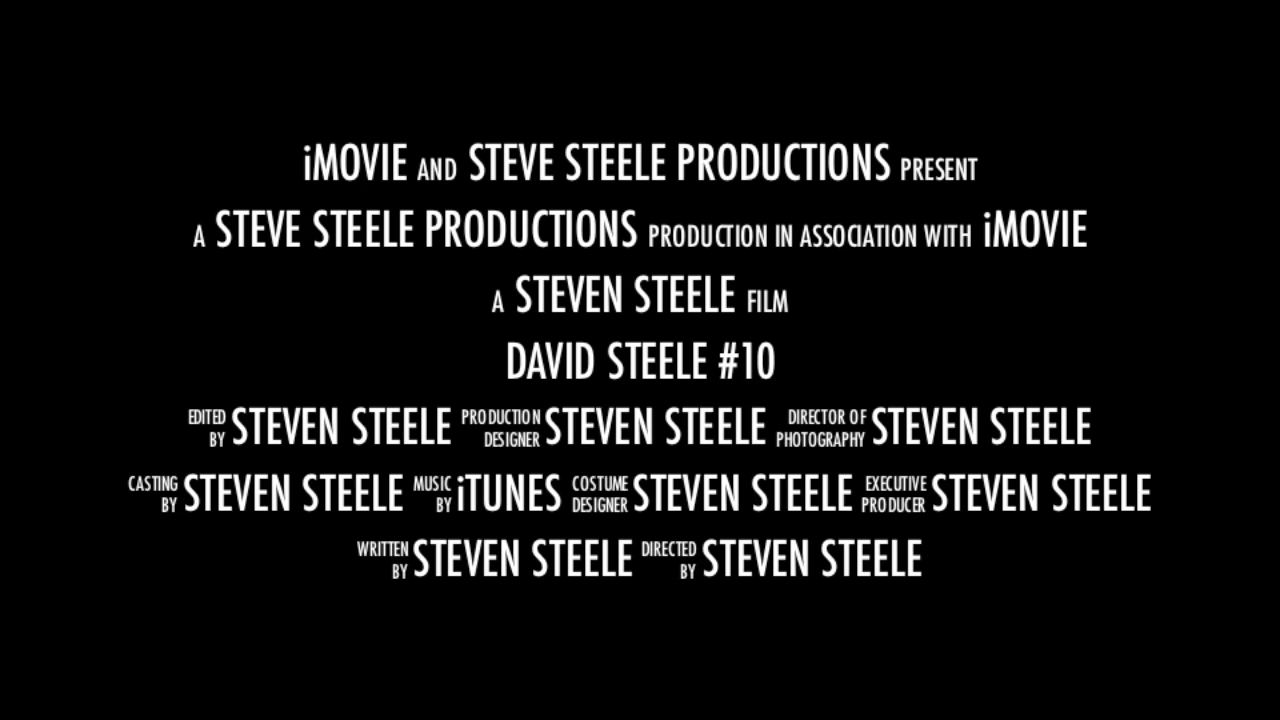 iMOVIE AND STEVE STEELE PRODUCTIONS PRESENT
A STEVE STEELE PRODUCTIONS PRODUCTION IN ASSOCIATION WITH iMOVIE
A STEVEN STEELE FILM
DAVID STEELE #10
EDITED BY STEVEN STEELE PRODUCTION DESIGNER STEVEN STEELE DIRECTOR OF PHOTOGRAPHY STEVEN STEELE
CASTING BY STEVEN STEELE MUSIC BY iTUNES COSTUME DESIGNER STEVEN STEELE EXECUTIVE PRODUCER STEVEN STEELE
WRITTEN BY STEVEN STEELE DIRECTED BY STEVEN STEELE